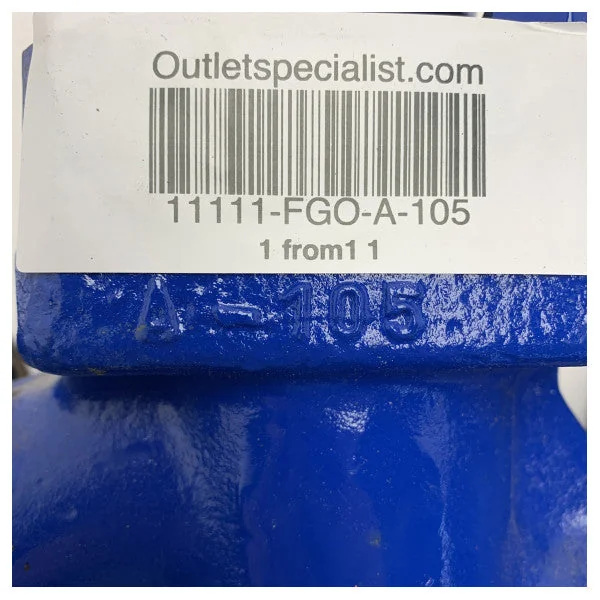 Outletspecialist.com
11111-FGO-A-105
1 from1 1
A-105